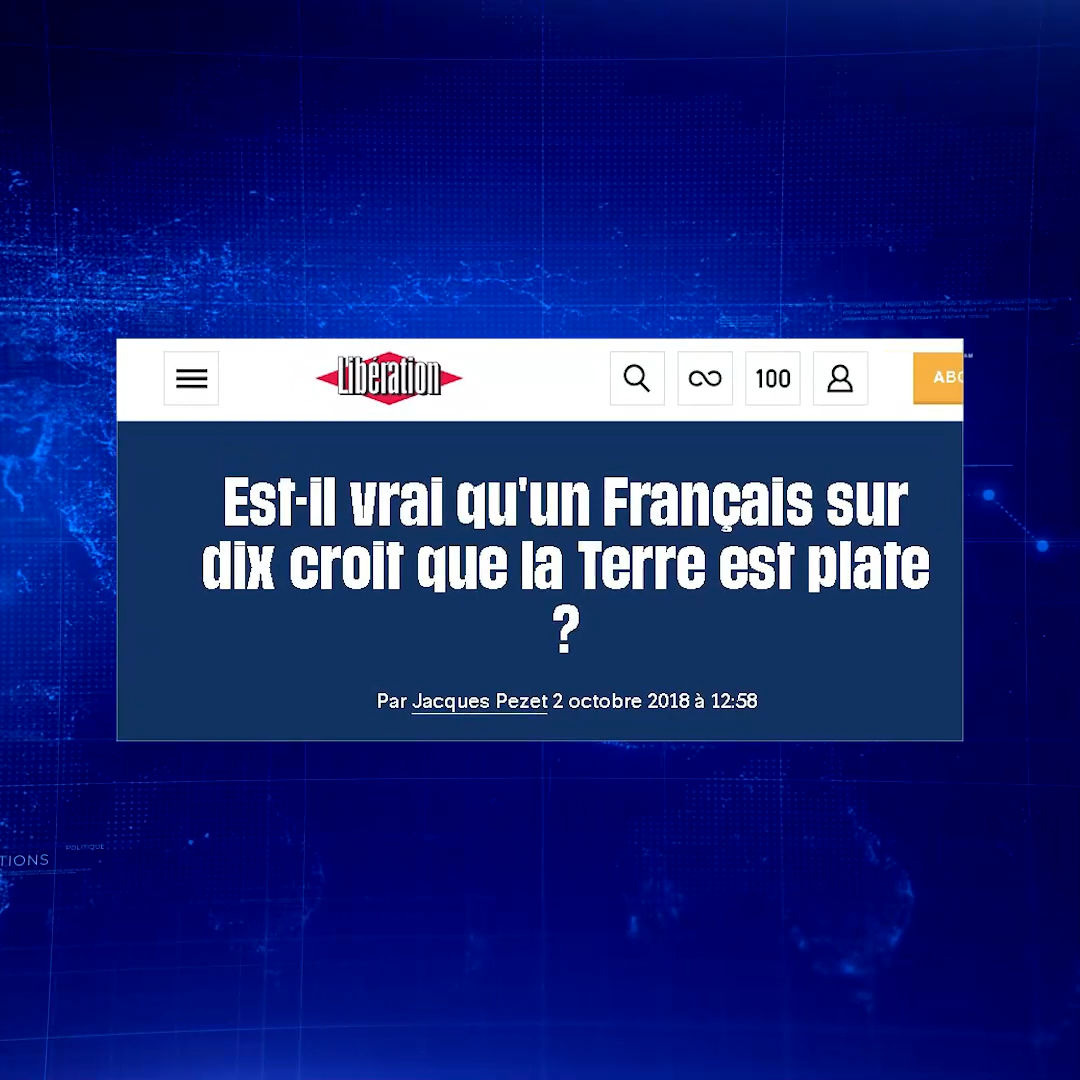 Libération
100
Est-il vrai qu'un Français sur
dix croit que la Terre est plate
?
Par Jacques Pezet 2 octobre 2018 à 12:58
POLITIQUE
TIONS